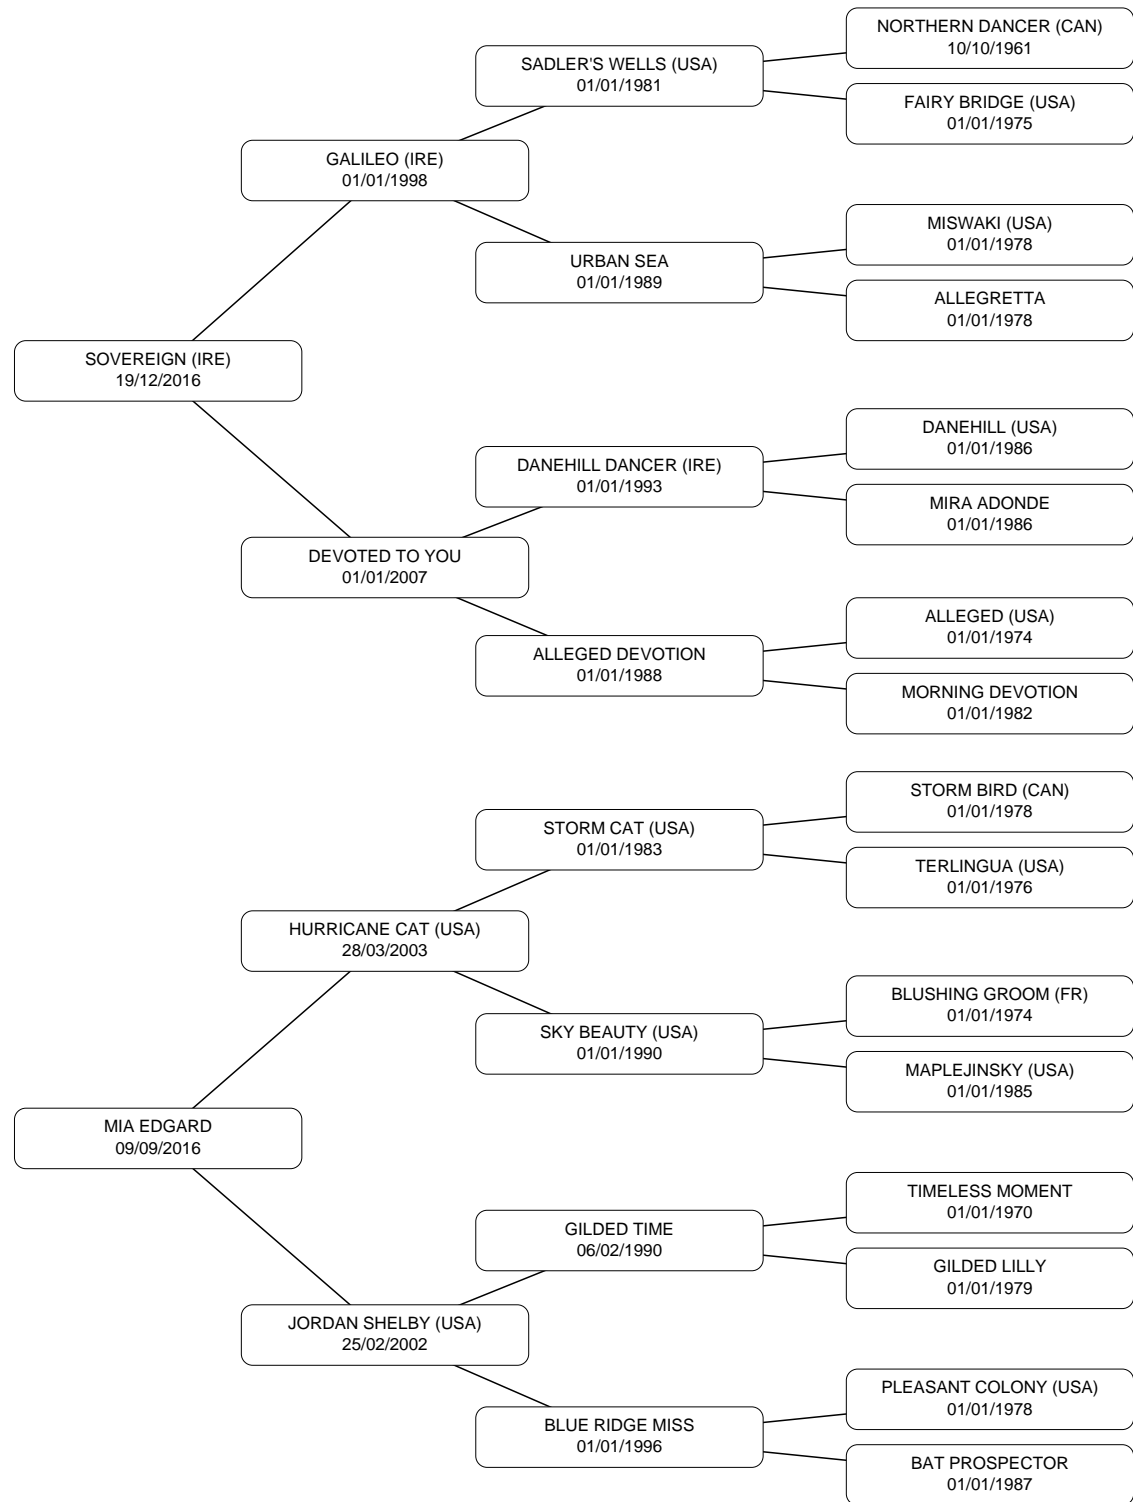 NORTHERN DANCER (CAN)
10/10/1961
SADLER'S WELLS (USA)
01/01/1981
FAIRY BRIDGE (USA)
01/01/1975
GALILEO (IRE)
01/01/1998
MISWAKI (USA)
01/01/1978
URBAN SEA
01/01/1989
ALLEGRETTA
01/01/1978
SOVEREIGN (IRE)
19/12/2016
DANEHILL (USA)
01/01/1986
DANEHILL DANCER (IRE)
01/01/1993
MIRA ADONDE
01/01/1986
DEVOTED TO YOU
01/01/2007
ALLEGED (USA)
01/01/1974
ALLEGED DEVOTION
01/01/1988
MORNING DEVOTION
01/01/1982
STORM BIRD (CAN)
01/01/1978
STORM CAT (USA)
01/01/1983
TERLINGUA (USA)
01/01/1976
HURRICANE CAT (USA)
28/03/2003
BLUSHING GROOM (FR)
01/01/1974
SKY BEAUTY (USA)
01/01/1990
MAPLEJINSKY (USA)
01/01/1985
MIA EDGARD
09/09/2016
TIMELESS MOMENT
01/01/1970
GILDED TIME
06/02/1990
GILDED LILLY
01/01/1979
JORDAN SHELBY (USA)
25/02/2002
PLEASANT COLONY (USA)
01/01/1978
BLUE RIDGE MISS
01/01/1996
BAT PROSPECTOR
01/01/1987